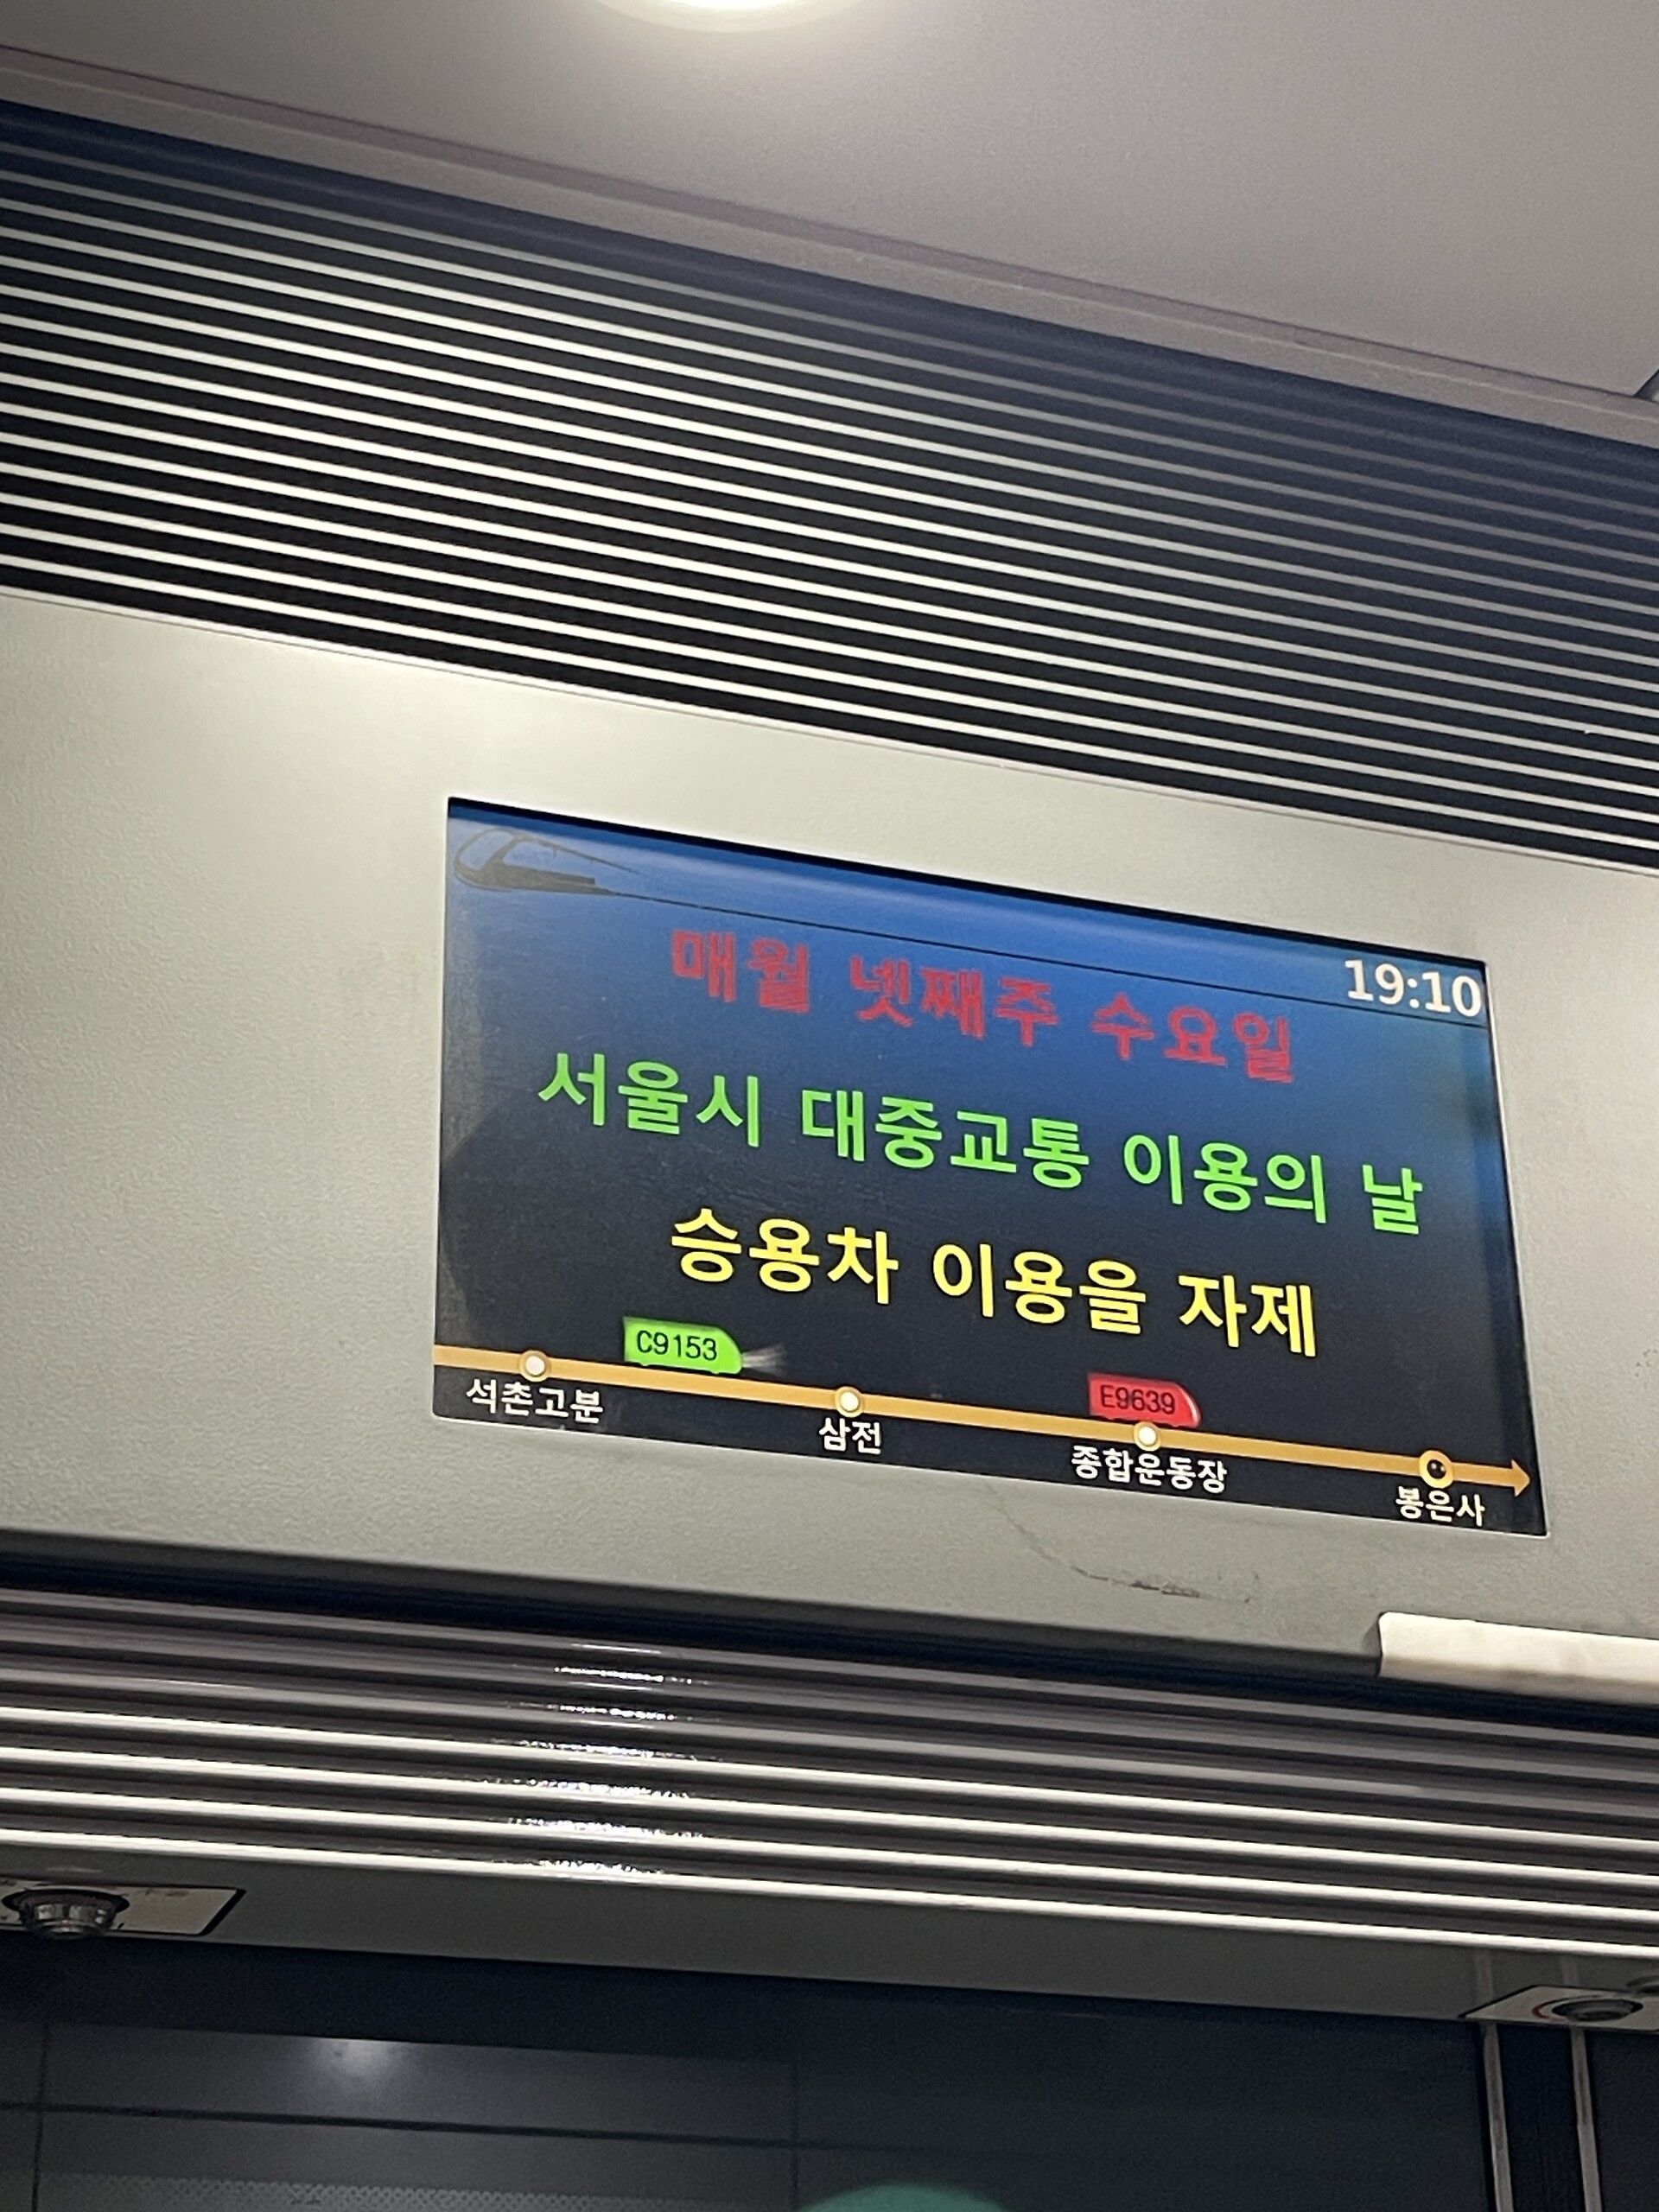 19:10
매월 넷째주 수요일
서울시 대중교통 이용의 날
승용차 이용을 자제
C9153
E9639
석촌고분
삼전
종합운동장
봉은사